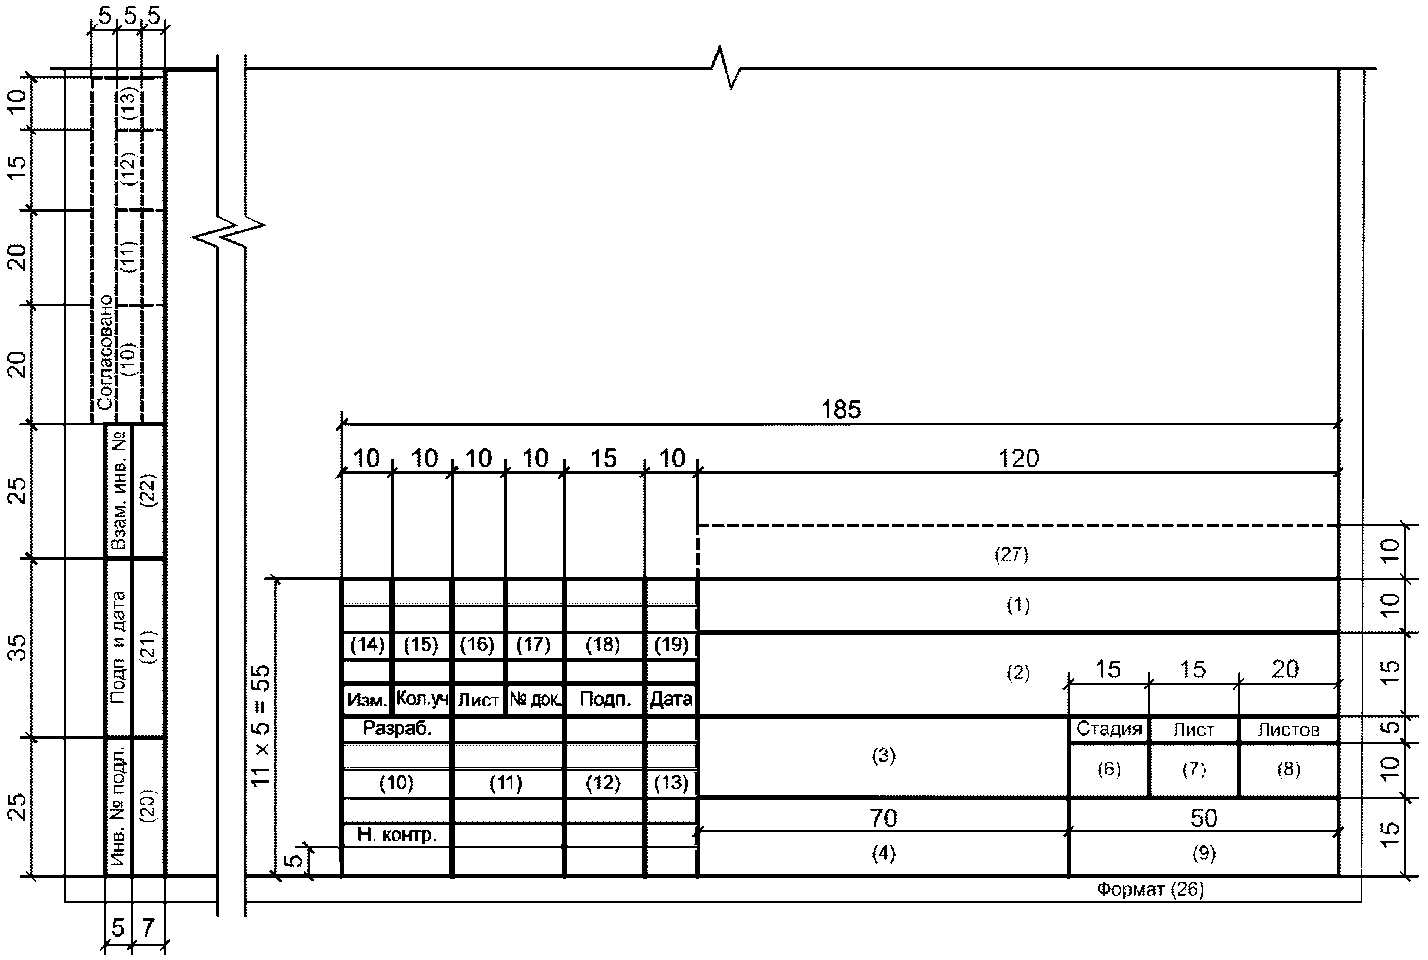 5 5 5
10
15
20
20
25
35
25
(13)
(12)
(11)
(10)
Согласовано
Взам. инв. №
(22)
Подп и дата
(21)
Инв. № подл.
(20)
5 7
185
10 10 10 10 15 10 120
(27)
10
(1)
10
(14) (15) (16) (17) (18) (19)
(2)
15 15 20
15
Изм. Кол.уч Лист № док. Подп. Дата
Разраб.
Стадия Лист Листов
5
(3)
(6) (7) (8)
10
(10) (11) (12) (13)
70 50
15
Н. контр.
(4) (9)
11 x 5 = 55
5
Формат (26)